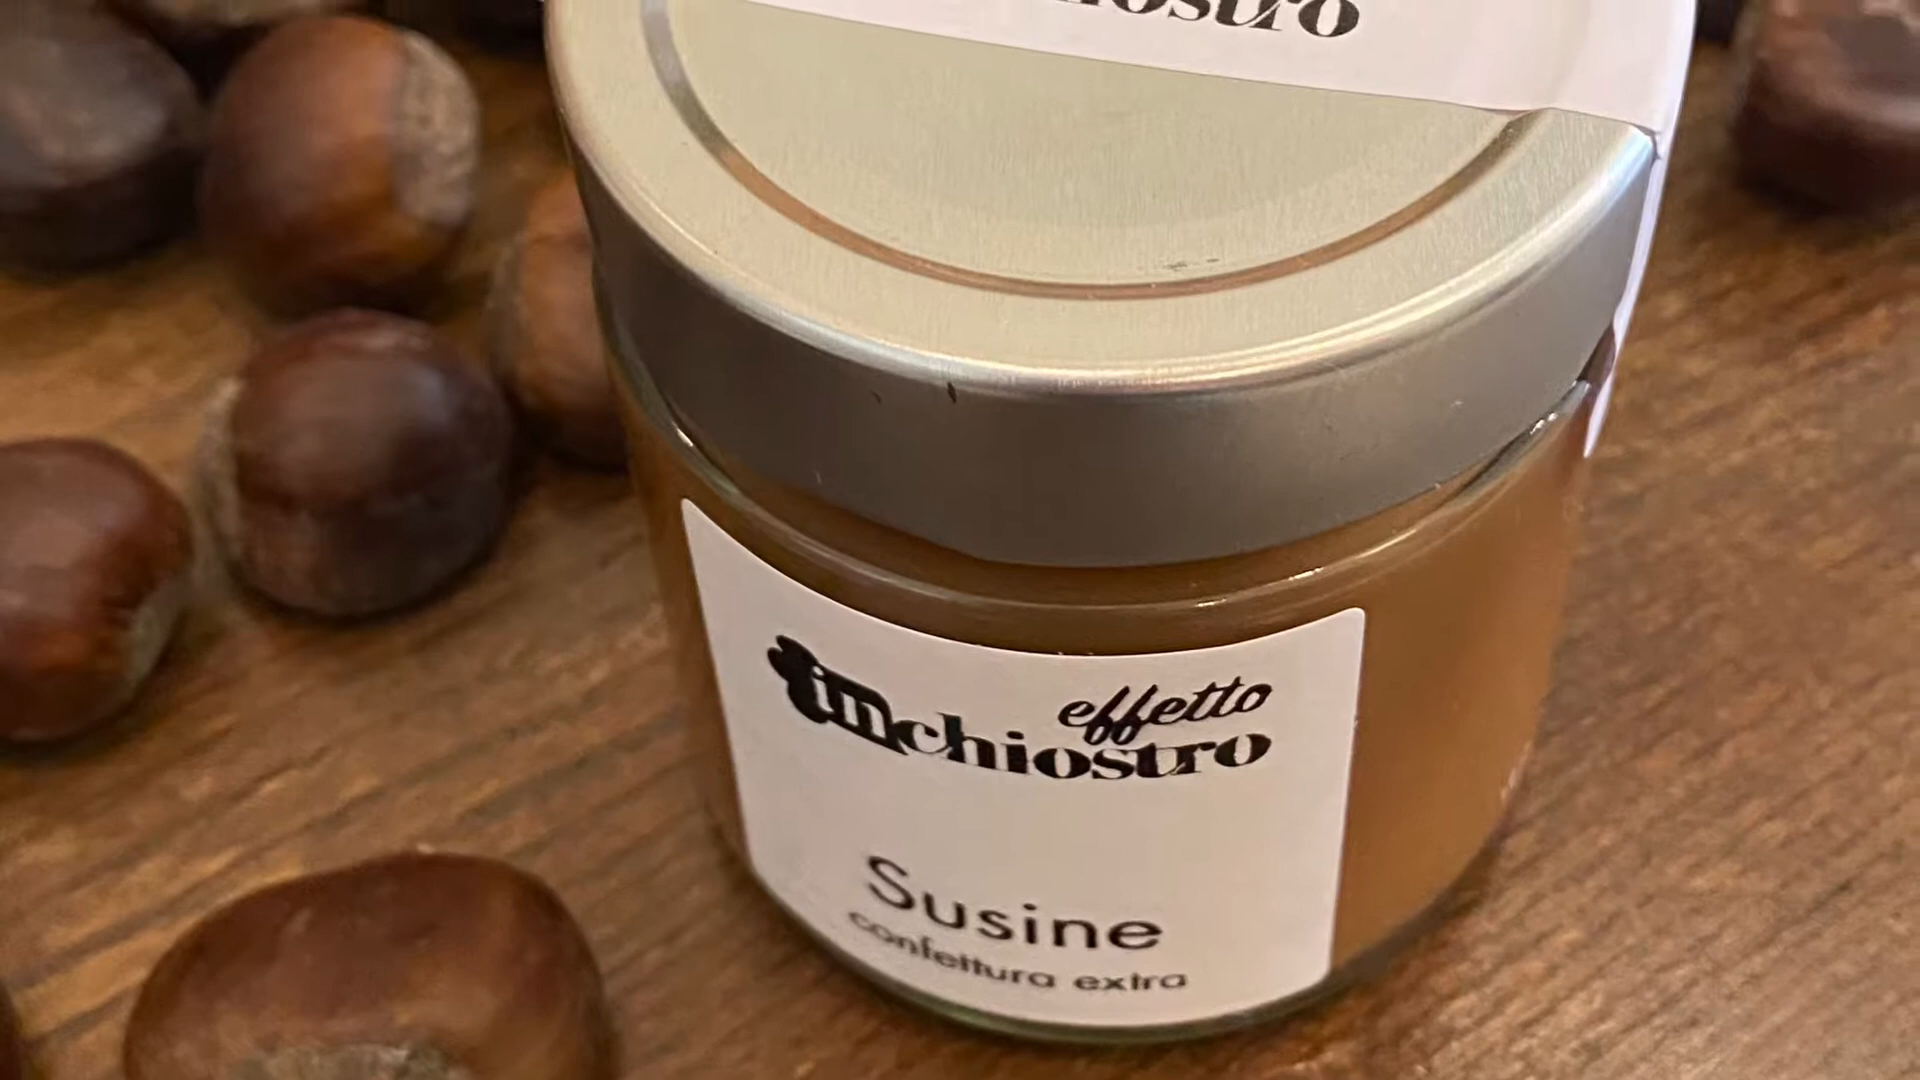 effetto
inchiostro
Susine
confettura extra